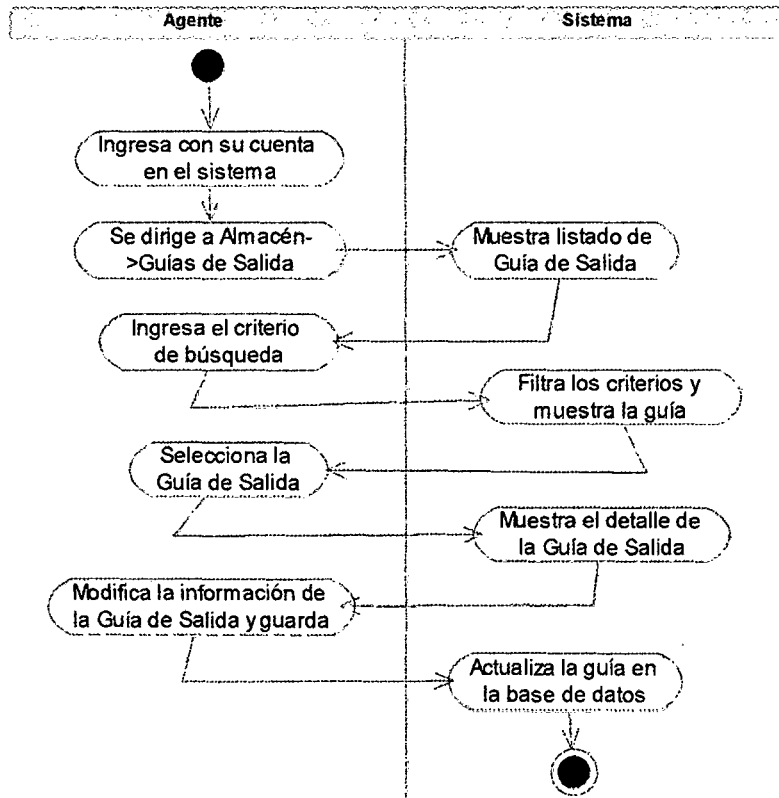 Agente
Sistema
Ingresa con su cuenta
en el sistema
Se dirige a Almacén-
>Guías de Salida
Muestra listado de
Guía de Salida
Ingresa el criterio
de búsqueda
Filtra los criterios y
muestra la guía
Selecciona la
Guía de Salida
Muestra el detalle de
la Guía de Salida
Modifica la información de
la Guía de Salida y guarda
Actualiza la guía en
la base de datos